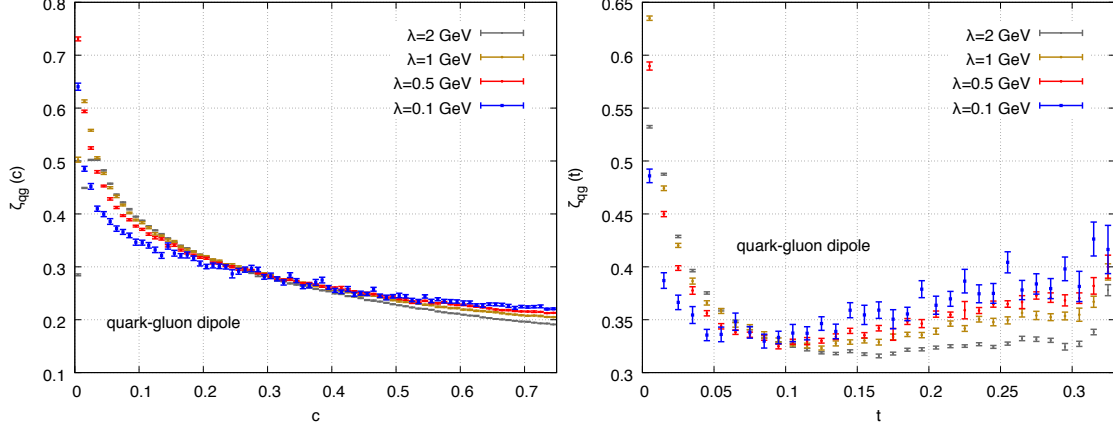 0.8
0.7
0.6
0.5
0.4
0.3
0.2
0.1
ζqg (c)
λ=2 GeV
λ=1 GeV
λ=0.5 GeV
λ=0.1 GeV
quark-gluon dipole
0 0.1 0.2 0.3 0.4 0.5 0.6 0.7
c
0.65
0.6
0.55
0.5
0.45
0.4
0.35
0.3
ζqg (t)
λ=2 GeV
λ=1 GeV
λ=0.5 GeV
λ=0.1 GeV
quark-gluon dipole
0 0.05 0.1 0.15 0.2 0.25 0.3
t